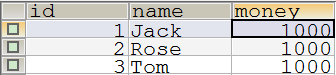 id name money
1 Jack 1000
2 Rose 1000
3 Tom 1000